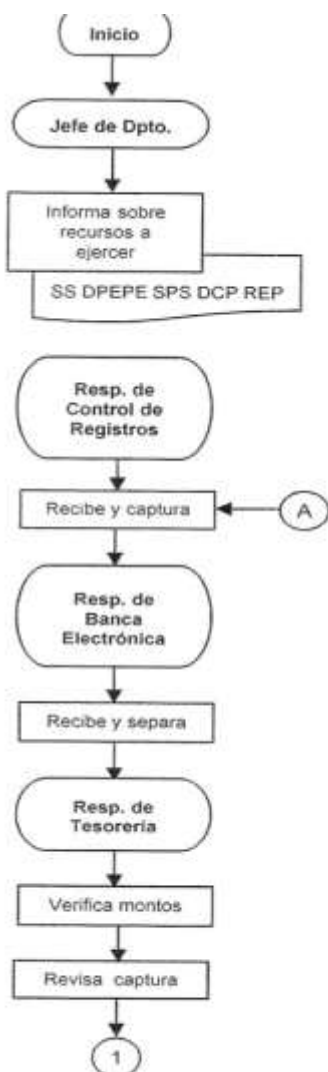 Inicio
Jefe de Dpto.
Informa sobre
recursos a
ejercer
SS DPEPE SPS DCP REP
Resp. de
Control de
Registros
Recibe y captura
A
Resp. de
Banca
Electrónica
Recibe y separa
Resp. de
Tesorería
Verifica montos
Revisa captura
1